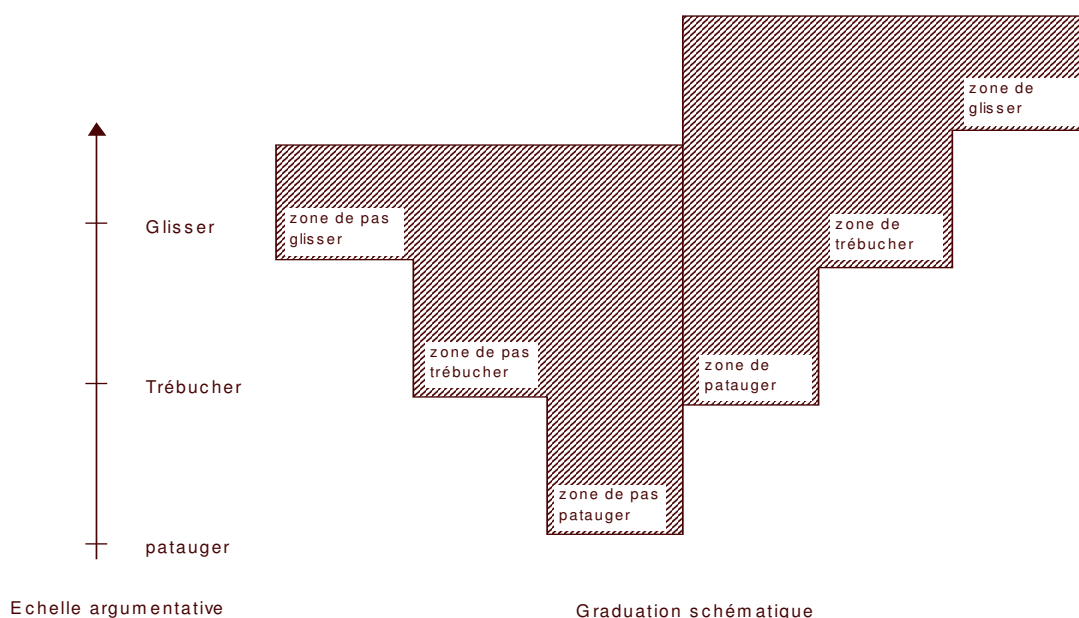 zone de
glisser
Glisser
zone de pas
glisser
zone de
trébucher
zone de pas
trébucher
zone de
patauger
Trébucher
zone de pas
patauger
patauger
Echelle argumentative
Graduation schématique